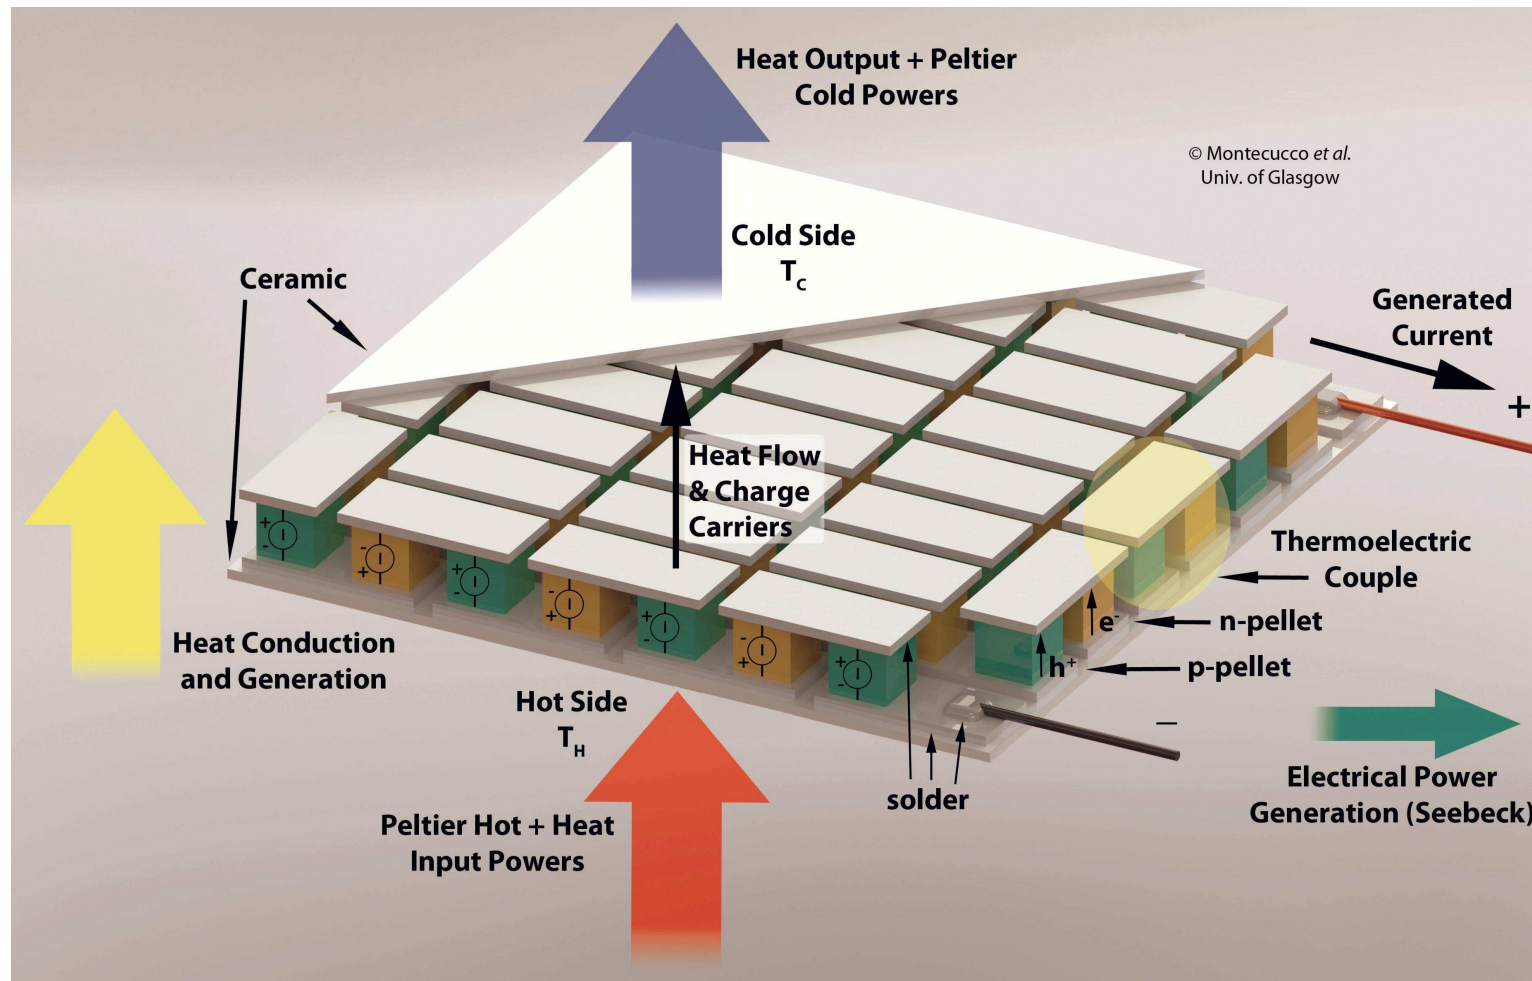 Heat Output + Peltier
Cold Powers
© Montecucco et al.
Univ. of Glasgow
Cold Side
T_C
Ceramic
Generated
Current
+
Heat Flow
& Charge
Carriers
+
-
-
+
+
-
-
+
+
-
-
+
+
-
Thermoelectric
Couple
e⁻
n-pellet
h⁺
p-pellet
Heat Conduction
and Generation
Hot Side
T_H
−
solder
Electrical Power
Generation (Seebeck)
Peltier Hot + Heat
Input Powers